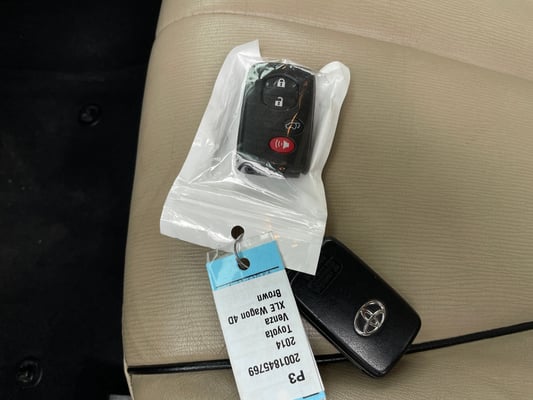 P3
2001845769
2014
Toyota
Venza
XLE Wagon 4D
Brown